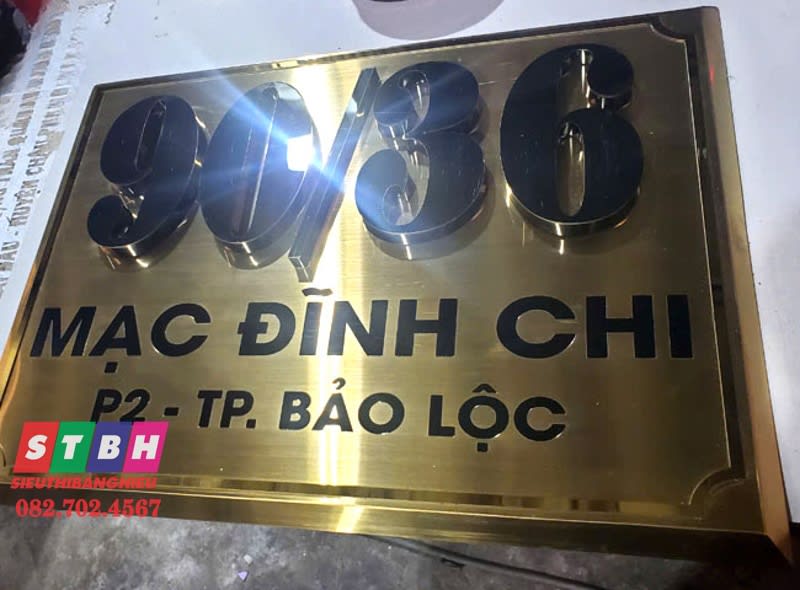 90/36
MẠC ĐĨNH CHI
P2 - TP. BẢO LỘC
STBH
SIEUTHIBANGHIEU
082.702.4567